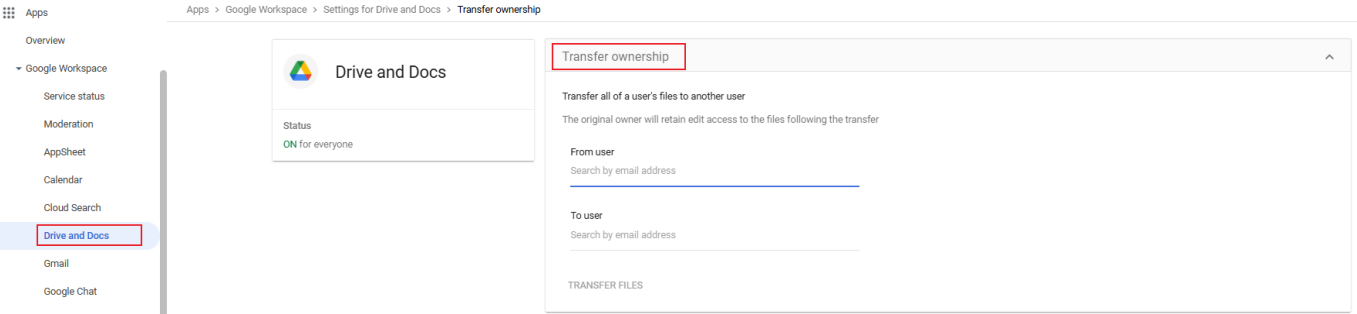 Apps
Overview
Google Workspace
Service status
Moderation
AppSheet
Calendar
Cloud Search
Drive and Docs
Gmail
Google Chat
Apps > Google Workspace > Settings for Drive and Docs > Transfer ownership
Drive and Docs
Status
ON for everyone
Transfer ownership
Transfer all of a user's files to another user
The original owner will retain edit access to the files following the transfer
From user
Search by email address
To user
Search by email address
TRANSFER FILES